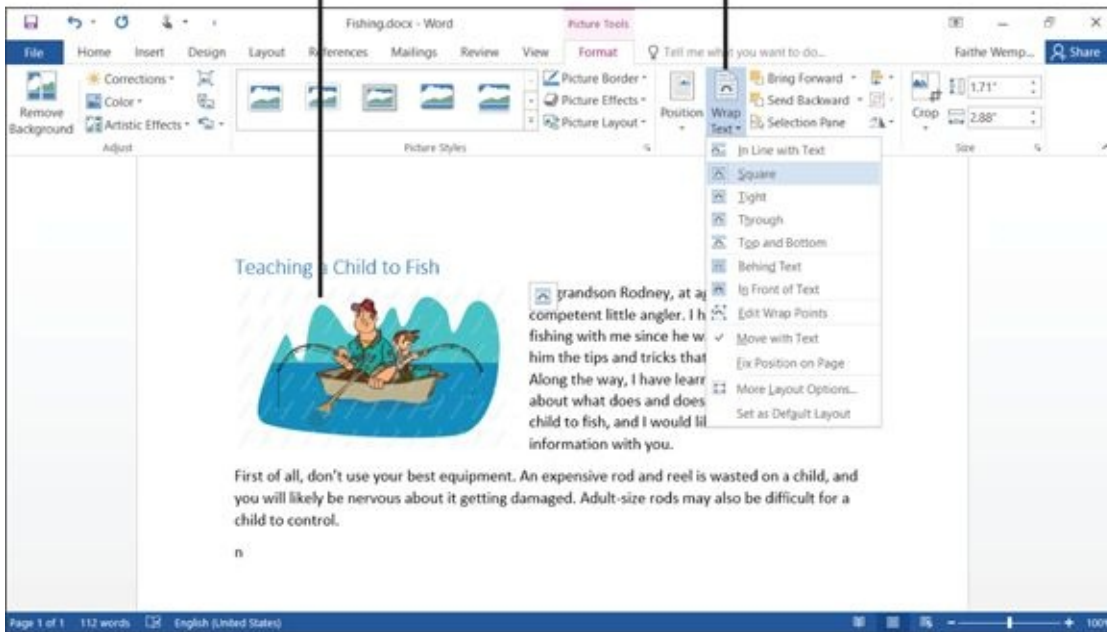 Fishing.docx - Word
Picture Tools
File Home Insert Design Layout References Mailings Review View Format Tell me what you want to do... Faithe Wemp... Share
Remove Background
Corrections
Color
Artistic Effects
Adjust
Picture Styles
Picture Border
Picture Effects
Picture Layout
Position
Wrap Text
Bring Forward
Send Backward
Selection Pane
Crop
1.71"
2.88"
Size
In Line with Text
Square
Tight
Through
Top and Bottom
Behind Text
In Front of Text
Edit Wrap Points
Move with Text
Fix Position on Page
More Layout Options...
Set as Default Layout
Teaching a Child to Fish
grandson Rodney, at
competent little angler. I
fishing with me since he
him the tips and tricks that
Along the way, I have
about what does and does
child to fish, and I would
information with you.
First of all, don't use your best equipment. An expensive rod and reel is wasted on a child, and
you will likely be nervous about it getting damaged. Adult-size rods may also be difficult for a
child to control.
n
Page 1 of 1 112 words English (United States) 100%